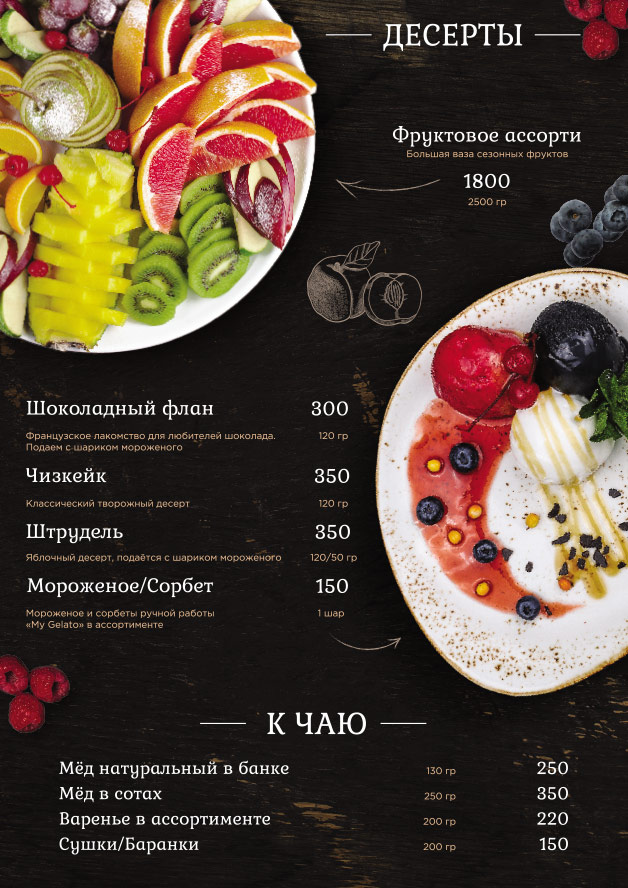 ДЕСЕРТЫ
Фруктовое ассорти
Большая ваза сезонных фруктов
1800
2500 гр
Шоколадный флан 300
Французское лакомство для любителей шоколада. 120 гр
Подаем с шариком мороженого
Чизкейк 350
Классический творожный десерт 120 гр
Штрудель 350
Яблочный десерт, подаётся с шариком мороженого 120/50 гр
Мороженое/Сорбет 150
Мороженое и сорбеты ручной работы 1 шар
«My Gelato» в ассортименте
К ЧАЮ
Мёд натуральный в банке 130 гр 250
Мёд в сотах 250 гр 350
Варенье в ассортименте 200 гр 220
Сушки/Баранки 200 гр 150